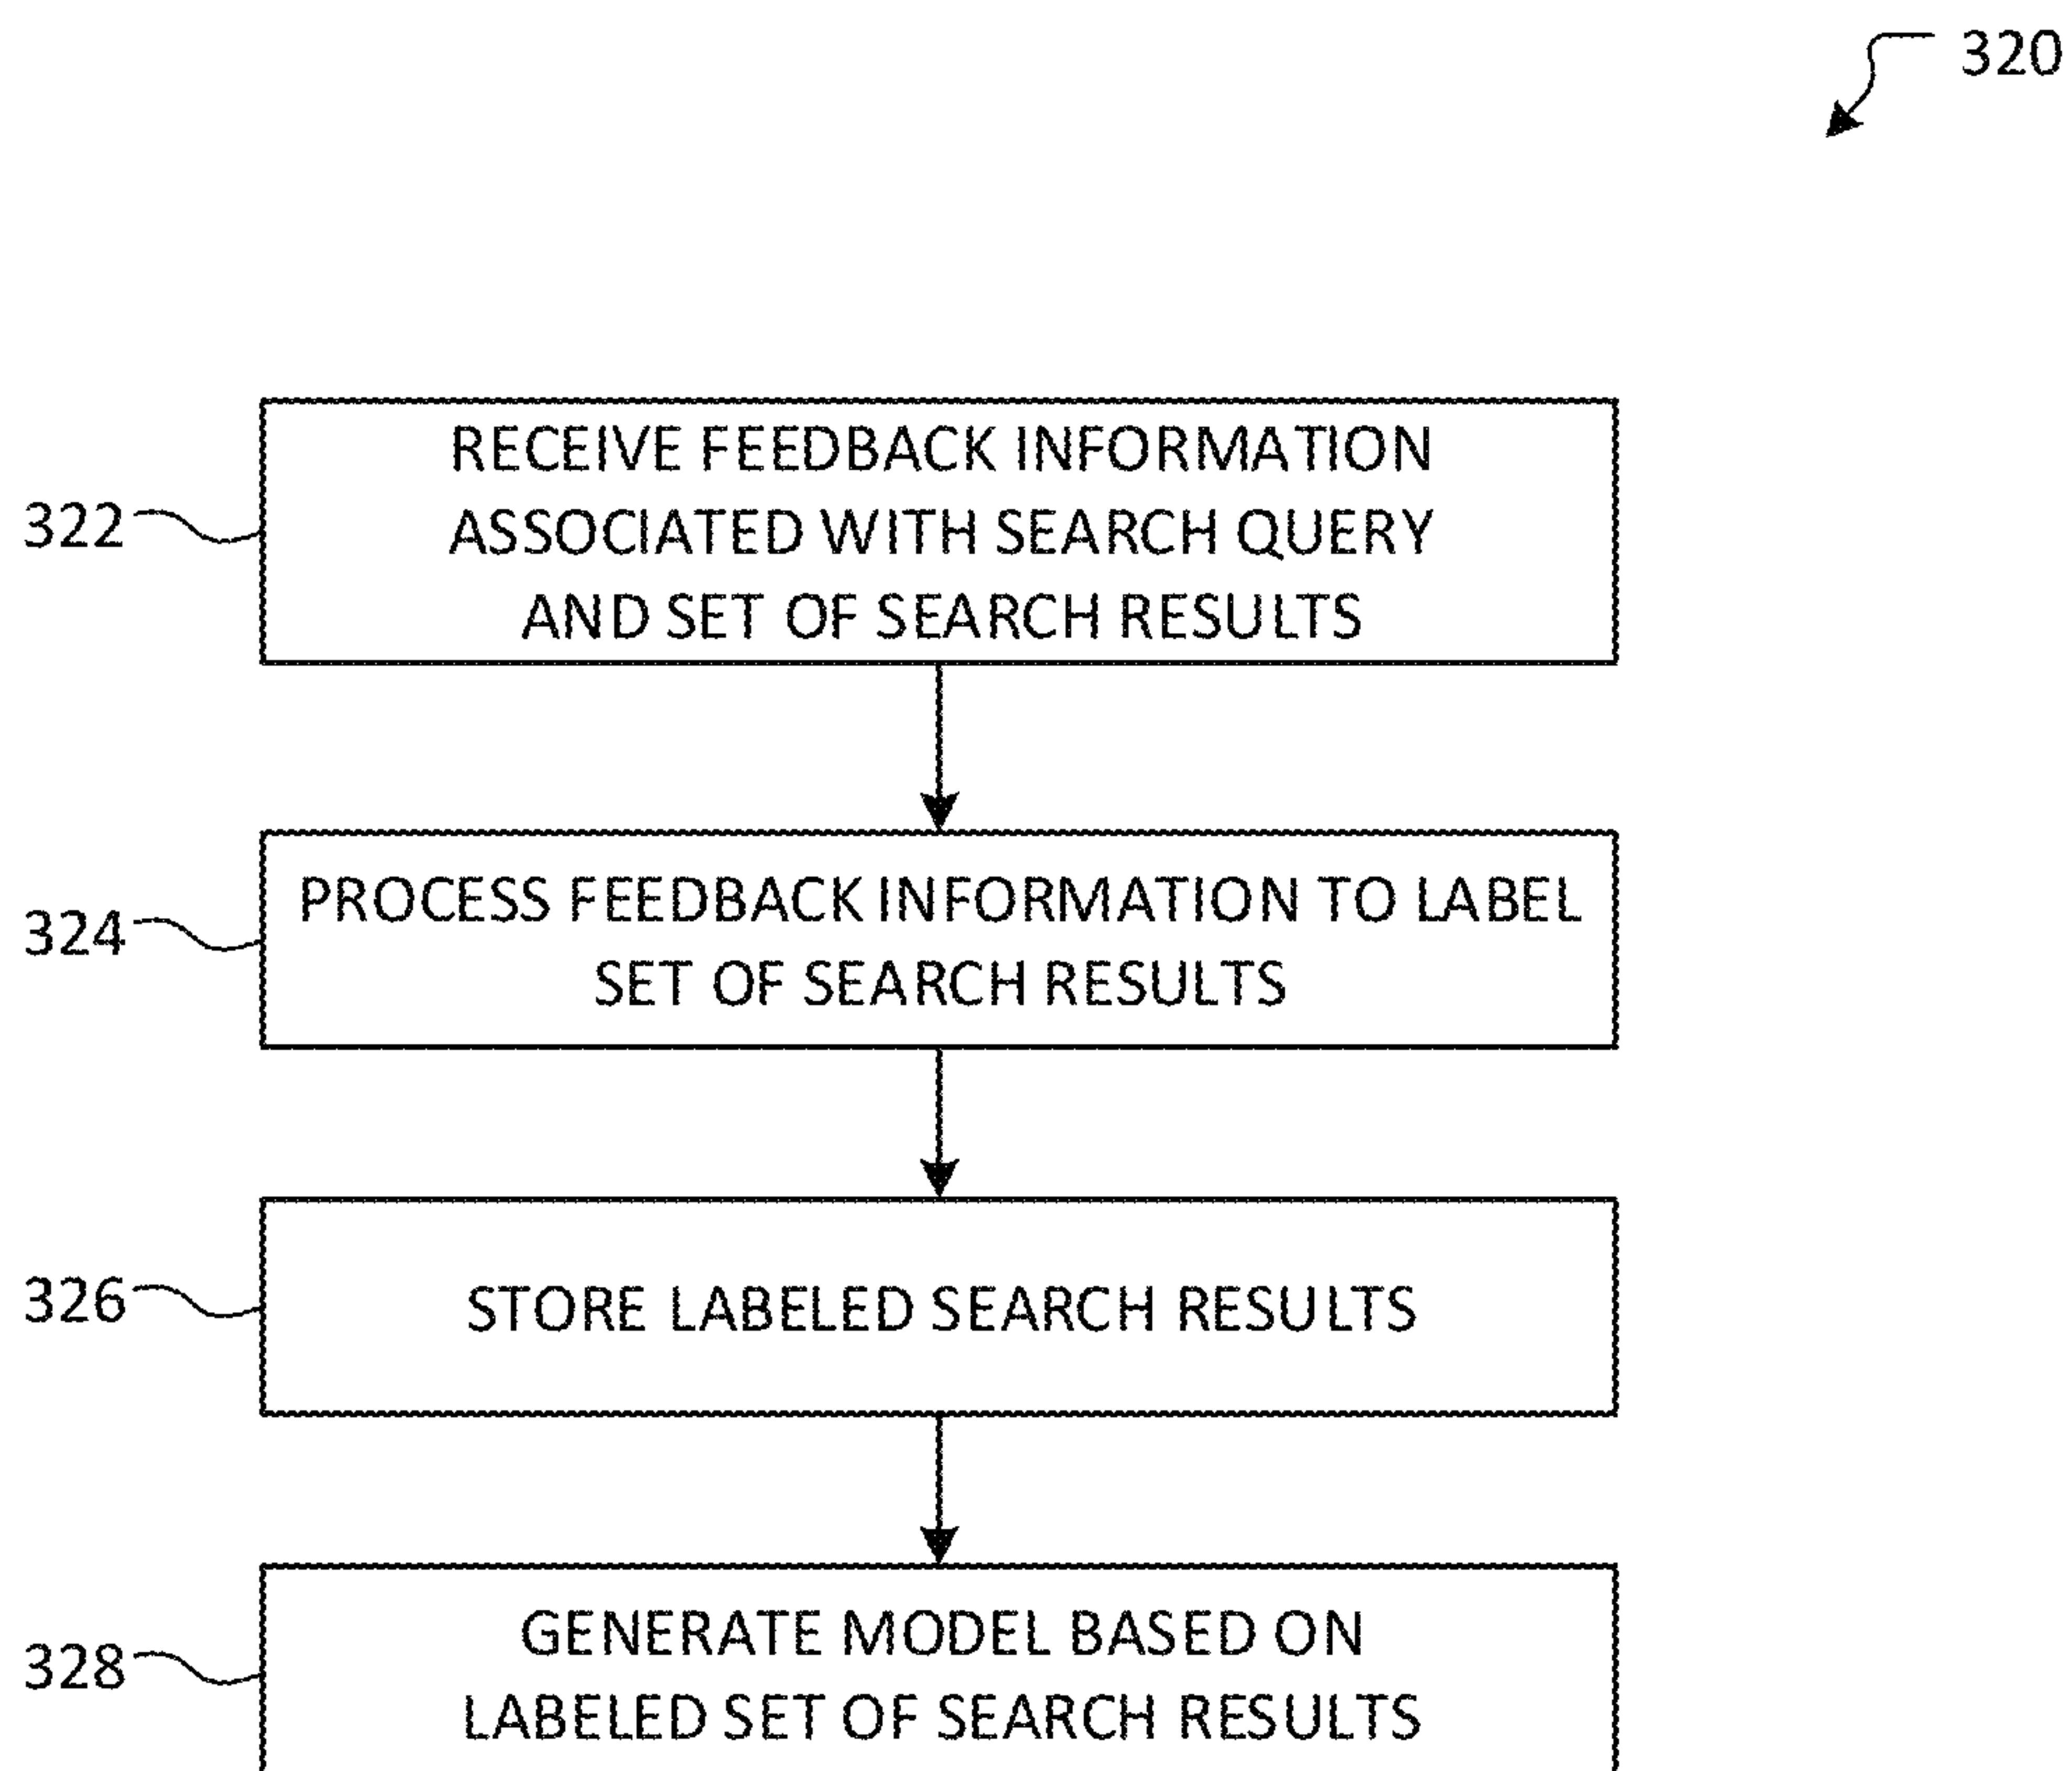 320
322
RECEIVE FEEDBACK INFORMATION
ASSOCIATED WITH SEARCH QUERY
AND SET OF SEARCH RESULTS
324
PROCESS FEEDBACK INFORMATION TO LABEL
SET OF SEARCH RESULTS
326
STORE LABELED SEARCH RESULTS
328
GENERATE MODEL BASED ON
LABELED SET OF SEARCH RESULTS